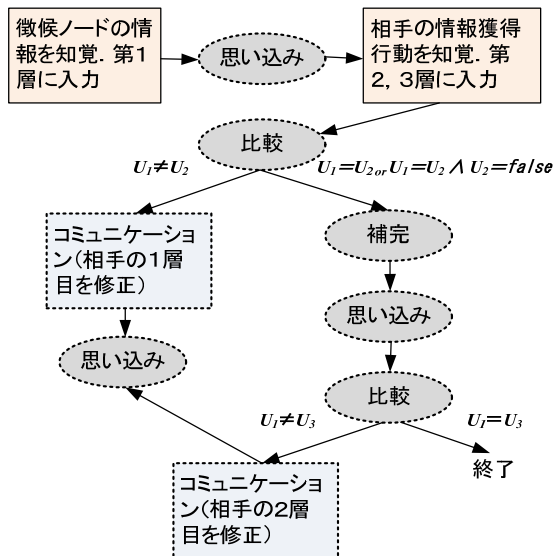 徴候ノードの情
報を知覚．第１
層に入力
思い込み
相手の情報獲得
行動を知覚．第
２，３層に入力
比較
U₁≠U₂
U₁＝U₂ or U₁＝U₂ ∧ U₂＝false
コミュニケーショ
ン（相手の１層
目を修正）
補完
思い込み
思い込み
比較
U₁≠U₃
U₁＝U₃
終了
コミュニケーショ
ン（相手の２層
目を修正）